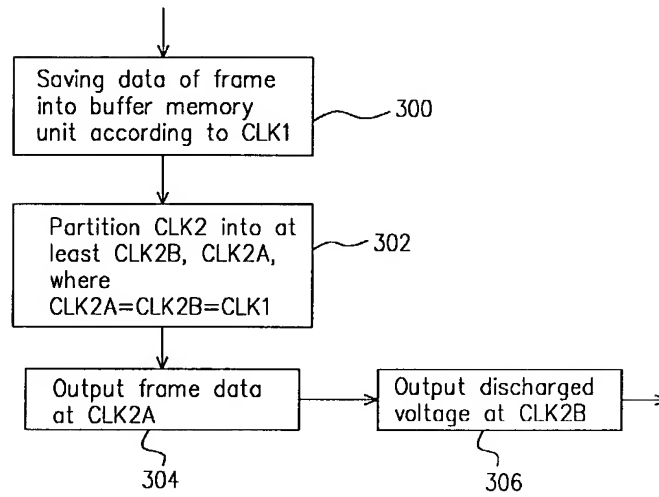 Saving data of frame
into buffer memory
unit according to CLK1
300
Partition CLK2 into at
least CLK2B, CLK2A,
where
CLK2A=CLK2B=CLK1
302
Output frame data
at CLK2A
304
Output discharged
voltage at CLK2B
306